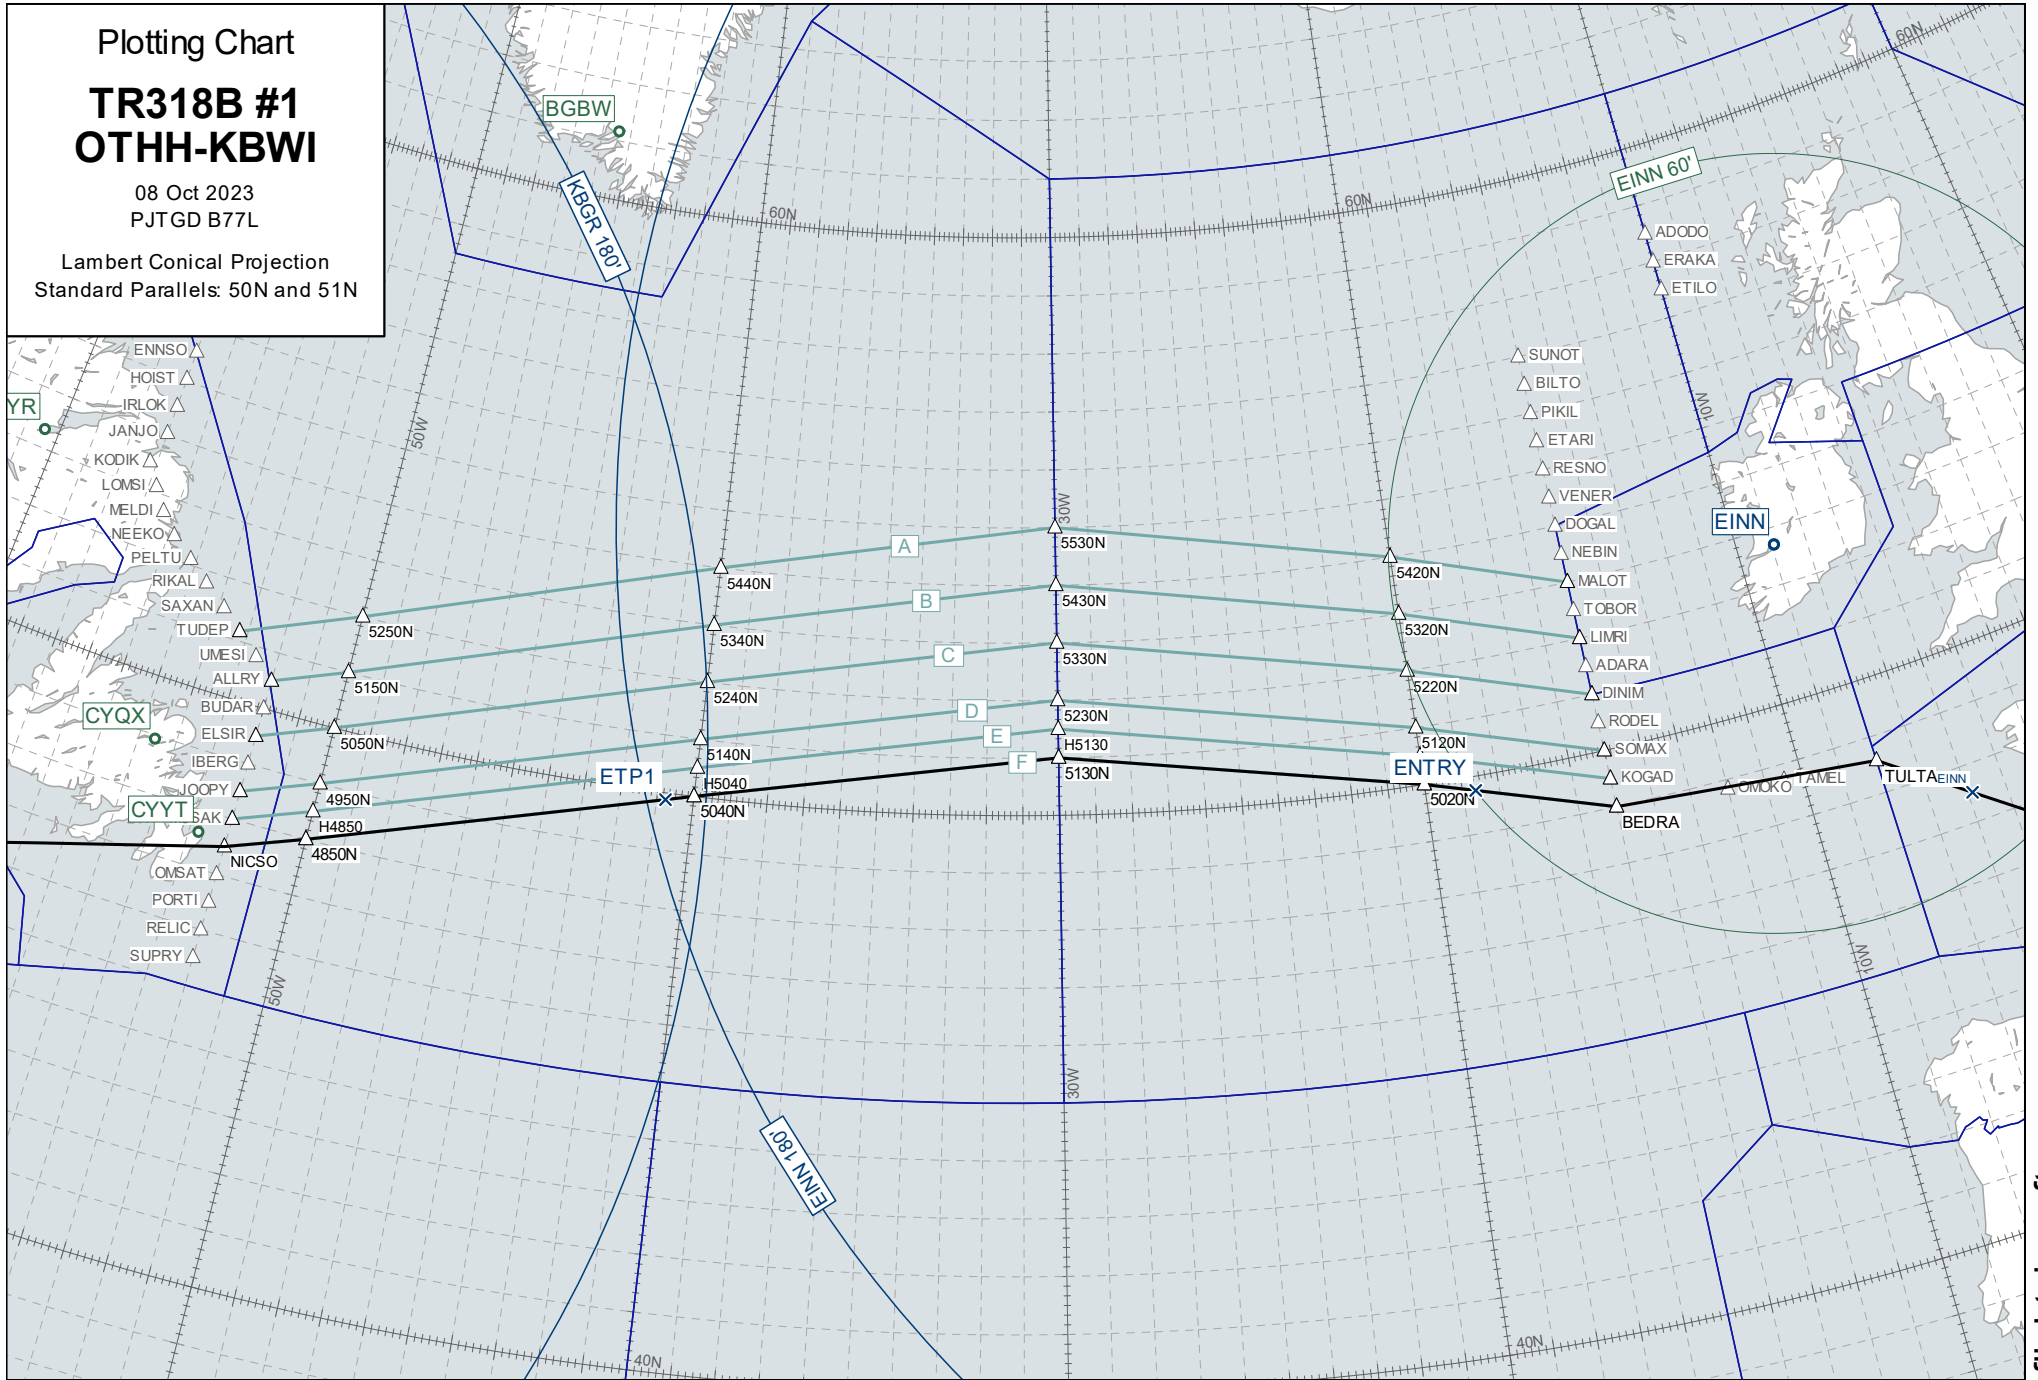 Plotting Chart
TR318B #1
OTHH-KBWI
08 Oct 2023
PJTGD B77L
Lambert Conical Projection
Standard Parallels: 50N and 51N
BGBW
KBGR 180'
60N
60N
60N
EINN 60'
ADODO
ERAKA
ETILO
ENNSO
HOIST
IRLOK
JANJO
KODIK
LOMSI
MELDI
NEEKO
PELTU
RIKAL
SAXAN
TUDEP
UMESI
ALLRY
BUDAR
ELSIR
IBERG
JOOPY
SAK
NICSO
OMSAT
PORTI
RELIC
SUPRY
YR
CYQX
CYYT
50W
50W
30W
30W
10W
10W
SUNOT
BILTO
PIKIL
ETARI
RESNO
VENER
DOGAL
NEBIN
MALOT
TOBOR
LIMRI
ADARA
DINIM
RODEL
SOMAX
KOGAD
EINN
A
B
C
D
E
F
5250N
5440N
5530N
5420N
5150N
5340N
5430N
5320N
5050N
5240N
5330N
5220N
4950N
5140N
5230N
5120N
H4850
H5040
H5130
4850N
5040N
5130N
5020N
ETP1
ENTRY
BEDRA
OMOKO
TAMEL
TULTA
EINN
EINN 180'
40N
40N